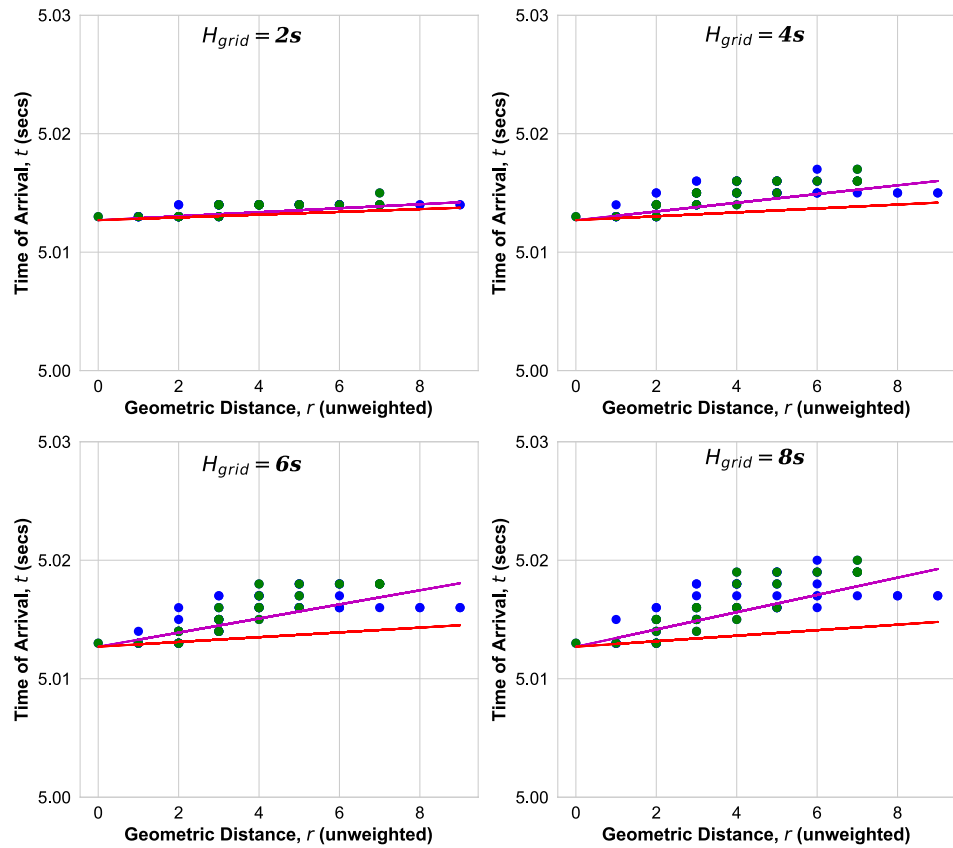 H_grid = 2s
5.03
5.02
5.01
5.00
Time of Arrival, t (secs)
0 2 4 6 8
Geometric Distance, r (unweighted)
H_grid = 4s
5.03
5.02
5.01
5.00
Time of Arrival, t (secs)
0 2 4 6 8
Geometric Distance, r (unweighted)
H_grid = 6s
5.03
5.02
5.01
5.00
Time of Arrival, t (secs)
0 2 4 6 8
Geometric Distance, r (unweighted)
H_grid = 8s
5.03
5.02
5.01
5.00
Time of Arrival, t (secs)
0 2 4 6 8
Geometric Distance, r (unweighted)